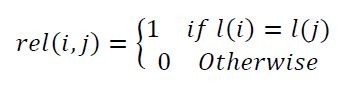 rel(i,j) = { 1 if l(i) = l(j)
0 Otherwise